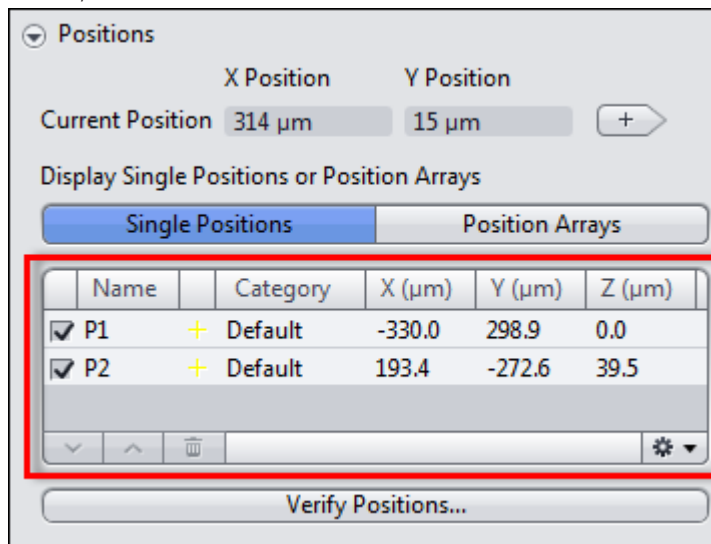 Positions
X Position Y Position
Current Position 314 µm 15 µm +
Display Single Positions or Position Arrays
Single Positions Position Arrays
Name Category X (µm) Y (µm) Z (µm)
P1 Default -330.0 298.9 0.0
P2 Default 193.4 -272.6 39.5
Verify Positions...